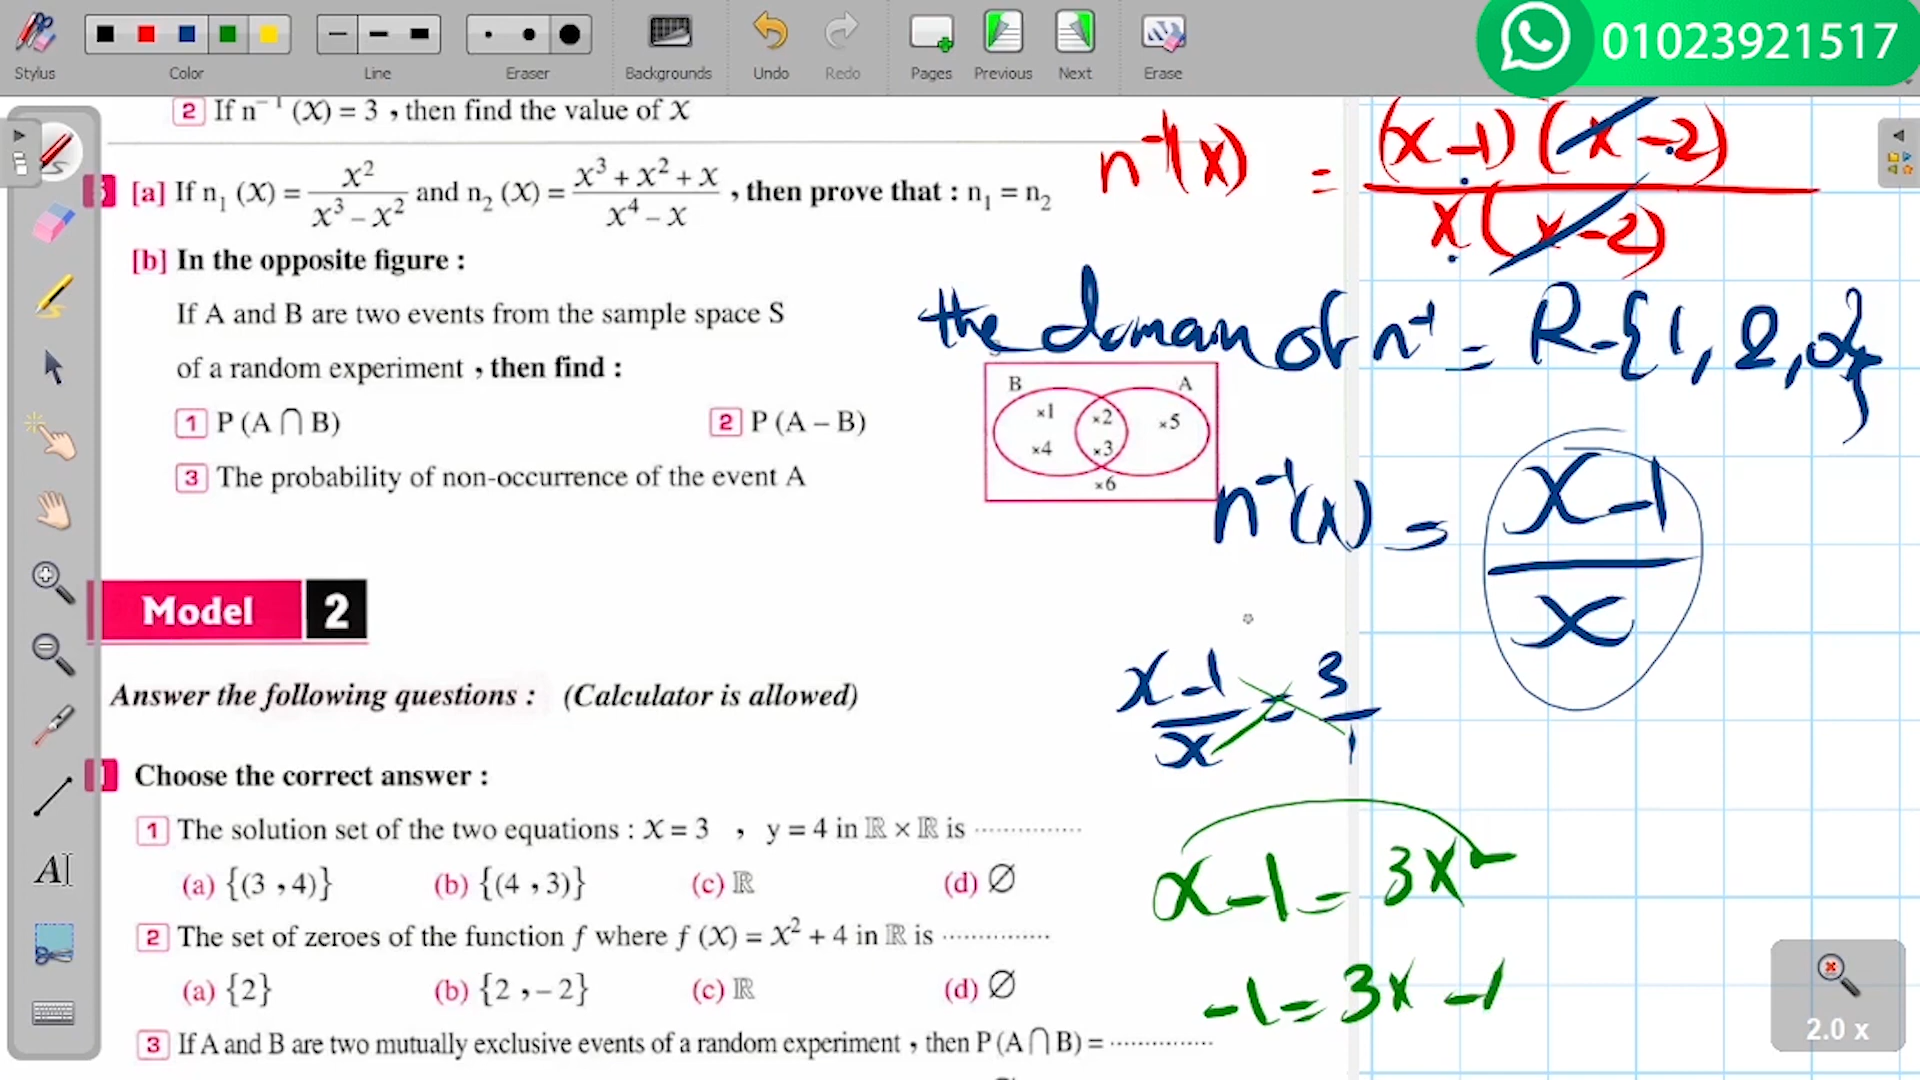 Stylus
Color
Line
Eraser
Backgrounds
Undo
Redo
Pages
Previous
Next
Erase
01023921517
2 If n⁻¹ (X) = 3 , then find the value of X
[a] If n₁ (X) = x²/(x³ – x²) and n₂ (X) = (x³ + x² + x)/(x⁴ – x) , then prove that : n₁ = n₂
[b] In the opposite figure :
If A and B are two events from the sample space S
of a random experiment , then find :
1 P (A ⋂ B)
2 P (A – B)
3 The probability of non-occurrence of the event A
S
B A
×1 ×2 ×5
×4 ×3
×6
n⁻¹(x) = (x-1)(x-2)/x(x-2)
the doman of n⁻¹ = R-{1, 2, 0}
n⁻¹(x) = x-1/x
x-1/x = 3/1
x-1 = 3x
-1 = 3x -1
Model 2
Answer the following questions : (Calculator is allowed)
1 Choose the correct answer :
1 The solution set of the two equations : X = 3 , y = 4 in ℝ × ℝ is ...............
(a) {(3 , 4)} (b) {(4 , 3)} (c) ℝ (d) ∅
2 The set of zeroes of the function f where f (X) = X² + 4 in ℝ is ...............
(a) {2} (b) {2 , – 2} (c) ℝ (d) ∅
3 If A and B are two mutually exclusive events of a random experiment , then P (A ⋂ B) = ..............
2.0 x